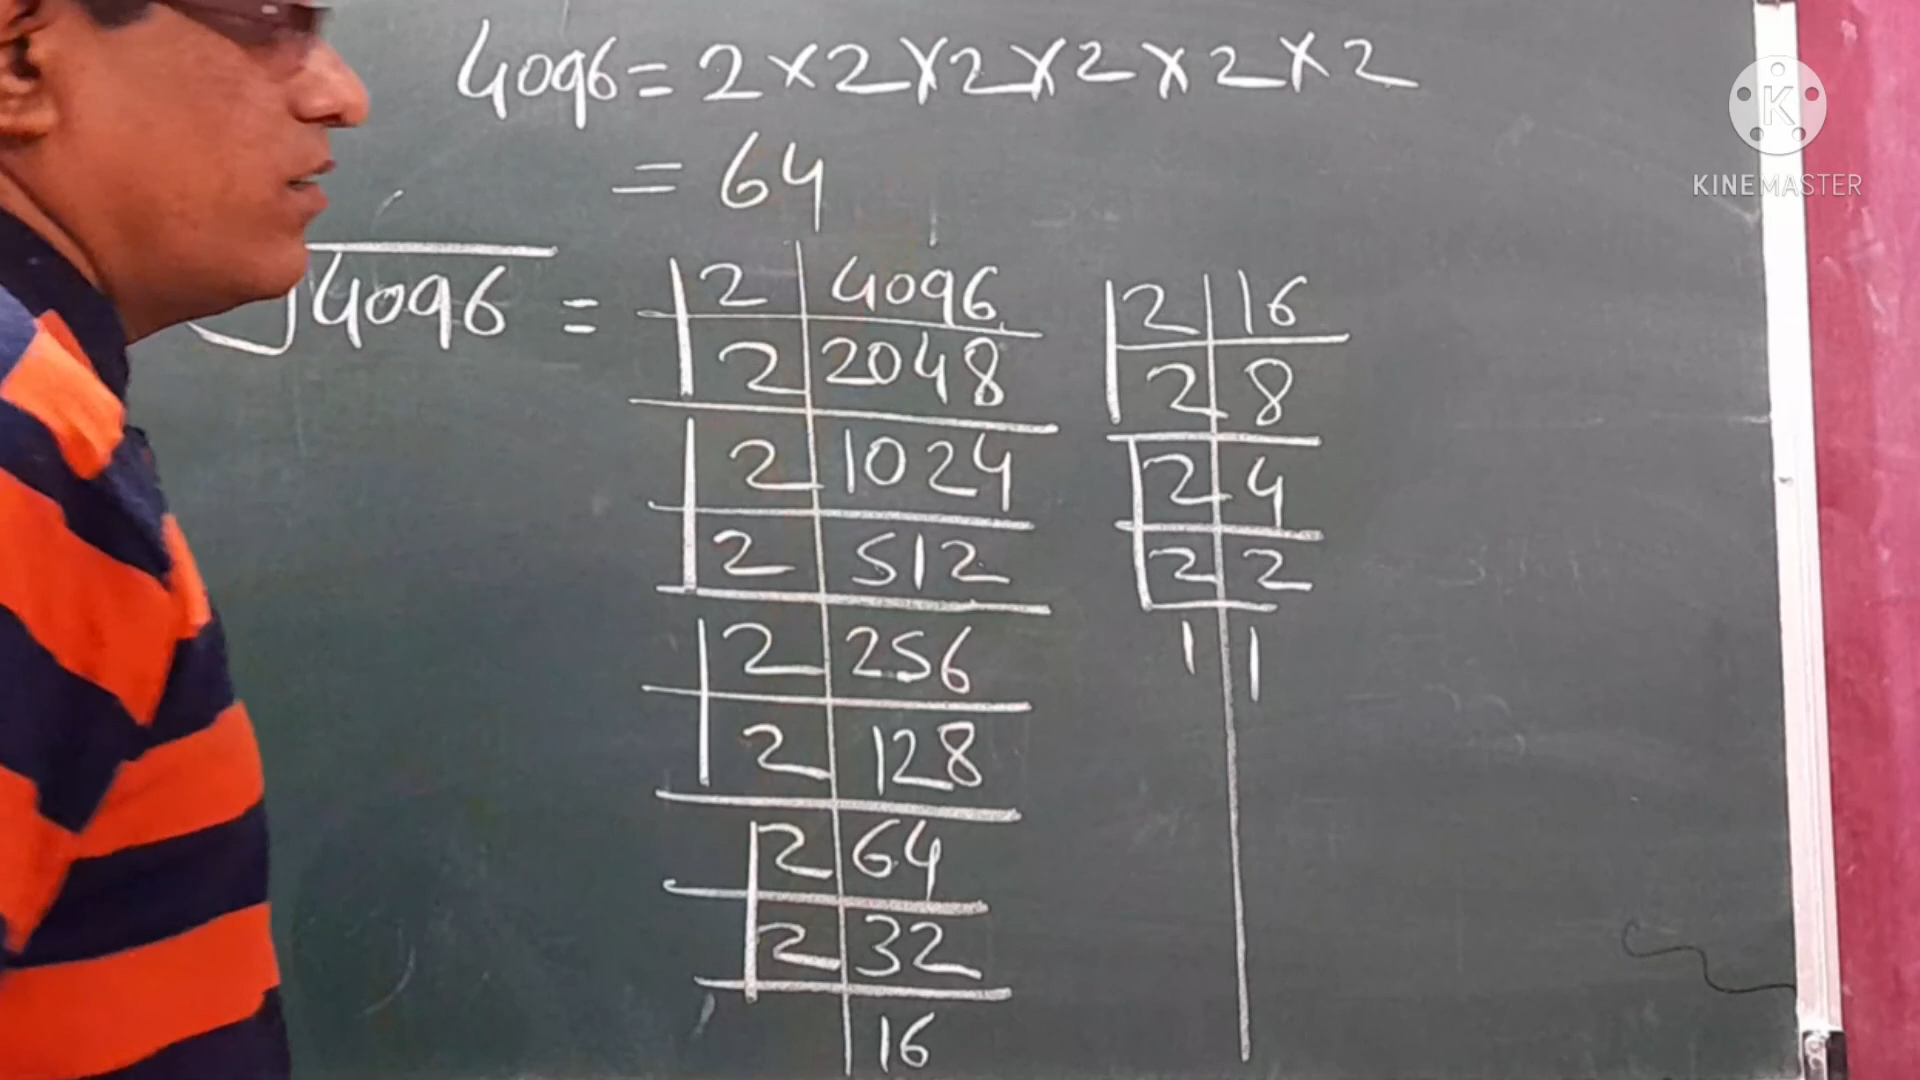 4096 = 2 × 2 × 2 × 2 × 2 × 2
= 64
√4096 =
2 | 4096
2 | 2048
2 | 1024
2 | 512
2 | 256
2 | 128
2 | 64
2 | 32
16
2 | 16
2 | 8
2 | 4
2 | 2
1 | 1
K
KINEMASTER